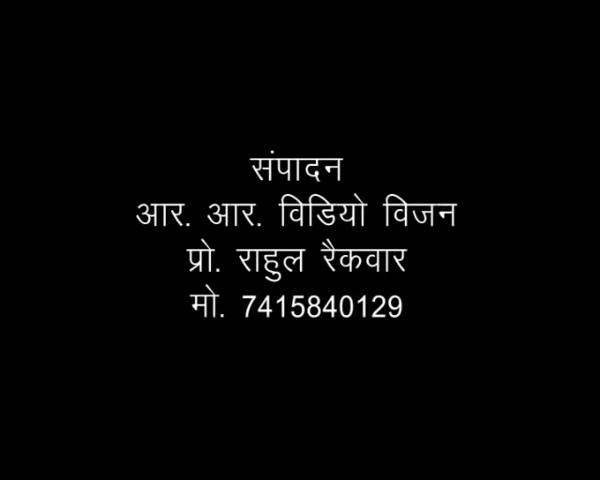 संपादन
आर. आर. विडियो विजन
प्रो. राहुल रैकवार
मो. 7415840129